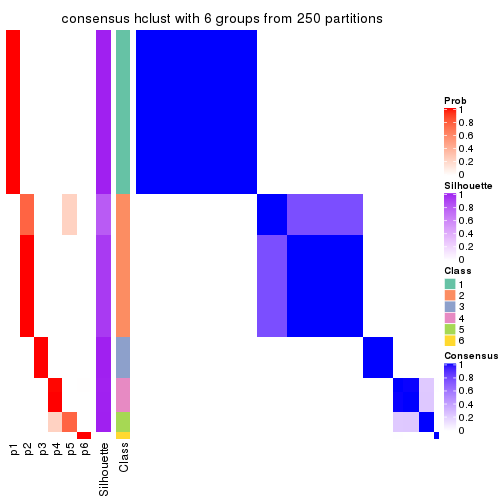 consensus hclust with 6 groups from 250 partitions
Prob
1
0.8
0.6
0.4
0.2
0
Silhouette
1
0.8
0.6
0.4
0.2
0
Class
1
2
3
4
5
6
Consensus
1
0.8
0.6
0.4
0.2
0
p1
p2
p3
p4
p5
p6
Silhouette
Class